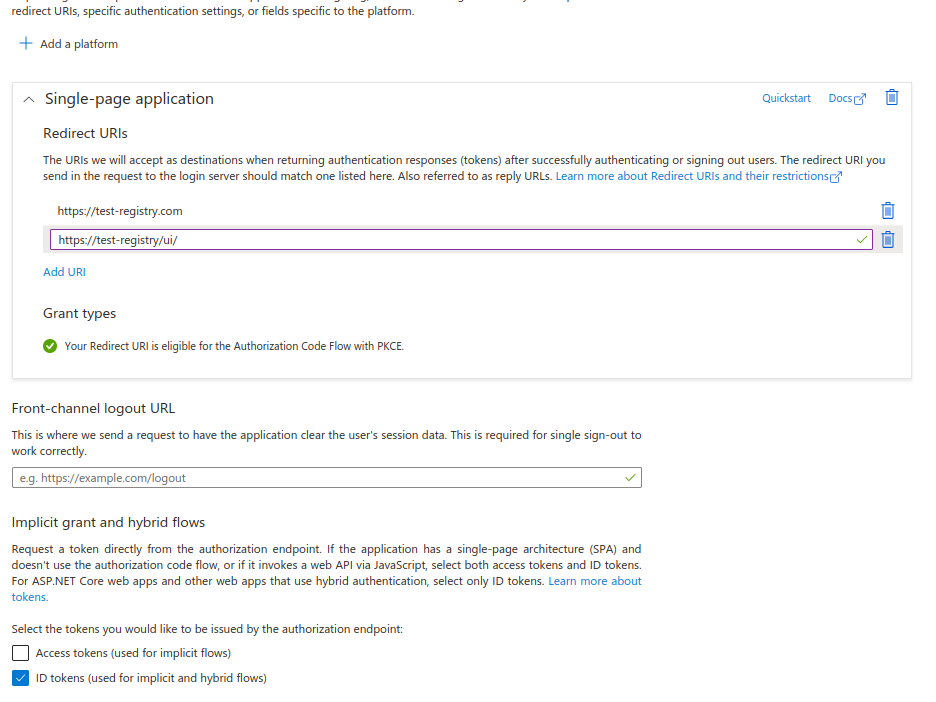 redirect URIs, specific authentication settings, or fields specific to the platform.
Add a platform
Single-page application
Quickstart
Docs
Redirect URIs
The URIs we will accept as destinations when returning authentication responses (tokens) after successfully authenticating or signing out users. The redirect URI you
send in the request to the login server should match one listed here. Also referred to as reply URLs. Learn more about Redirect URIs and their restrictions
https://test-registry.com
https://test-registry/ui/
Add URI
Grant types
Your Redirect URI is eligible for the Authorization Code Flow with PKCE.
Front-channel logout URL
This is where we send a request to have the application clear the user's session data. This is required for single sign-out to
work correctly.
e.g. https://example.com/logout
Implicit grant and hybrid flows
Request a token directly from the authorization endpoint. If the application has a single-page architecture (SPA) and
doesn't use the authorization code flow, or if it invokes a web API via JavaScript, select both access tokens and ID tokens.
For ASP.NET Core web apps and other web apps that use hybrid authentication, select only ID tokens. Learn more about
tokens.
Select the tokens you would like to be issued by the authorization endpoint:
Access tokens (used for implicit flows)
ID tokens (used for implicit and hybrid flows)